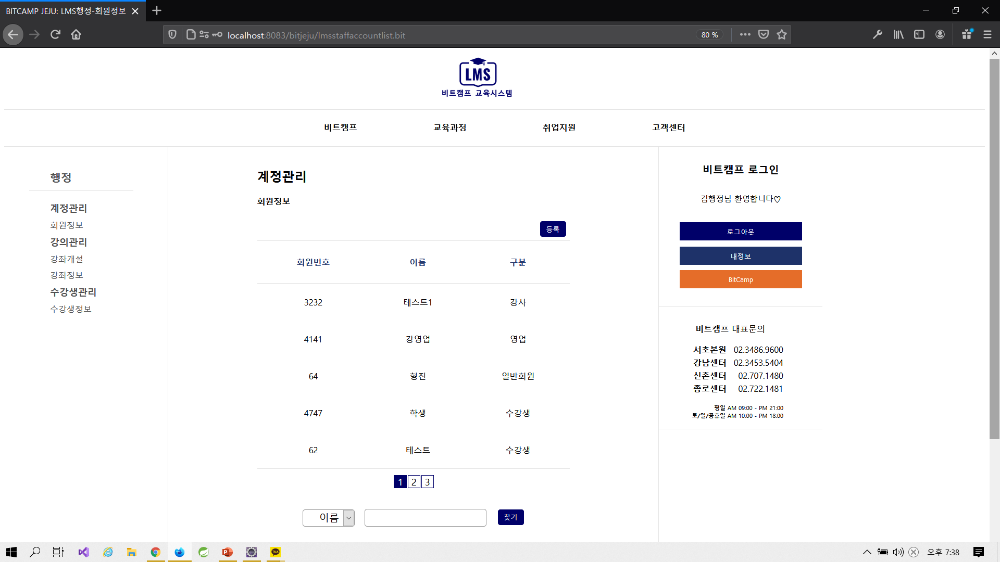 BITCAMP JEJU: LMS행정-회원정보
localhost:8083/bitjeju/lmsstaffaccountlist.bit
80 %
LMS
비트캠프 교육시스템
비트캠프 교육과정 취업지원 고객센터
행정
계정관리
회원정보
강의관리
강좌개설
강좌정보
수강생관리
수강생정보
계정관리
회원정보
등록
회원번호 이름 구분
3232 테스트1 강사
4141 강영업 영업
64 형진 일반회원
4747 학생 수강생
62 테스트 수강생
1 2 3
이름 찾기
비트캠프 로그인
김행정님 환영합니다♡
로그아웃
내정보
BitCamp
비트캠프 대표문의
서초본원 02.3486.9600
강남센터 02.3453.5404
신촌센터 02.707.1480
종로센터 02.722.1481
평일 AM 09:00 - PM 21:00
토/일/공휴일 AM 10:00 - PM 18:00
TALK
오후 7:38